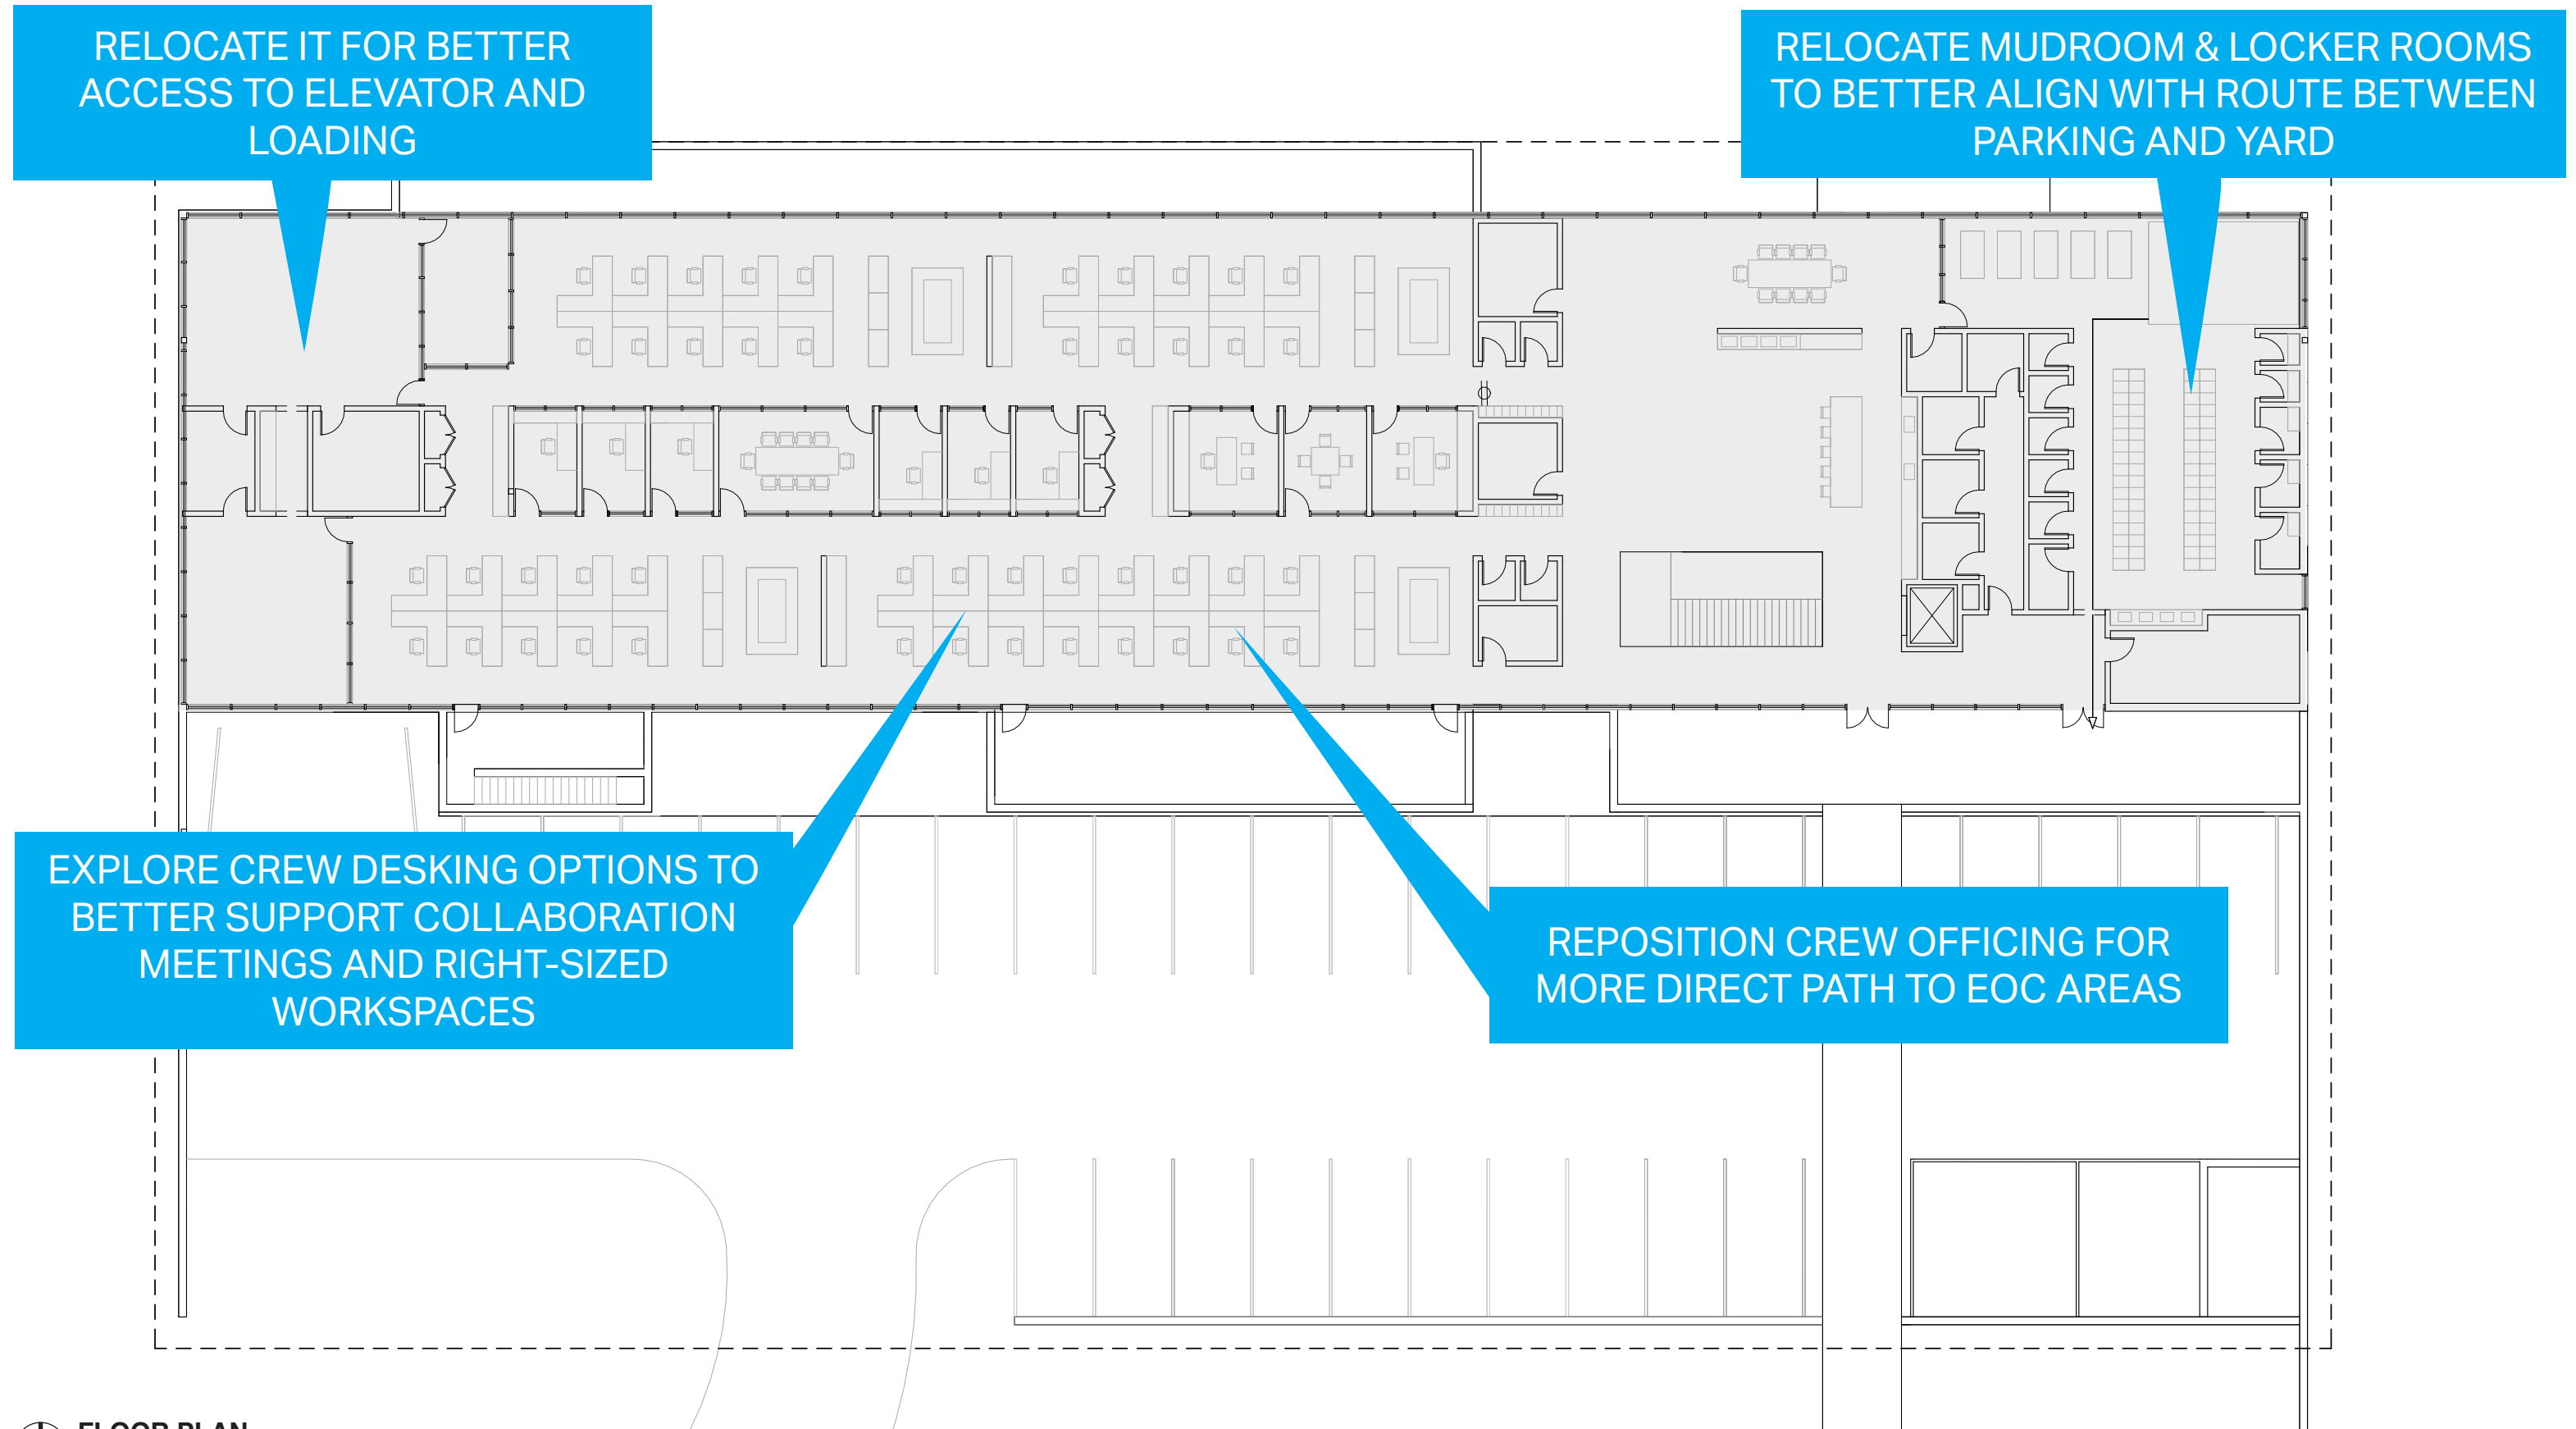 RELOCATE IT FOR BETTER
ACCESS TO ELEVATOR AND
LOADING
RELOCATE MUDROOM & LOCKER ROOMS
TO BETTER ALIGN WITH ROUTE BETWEEN
PARKING AND YARD
EXPLORE CREW DESKING OPTIONS TO
BETTER SUPPORT COLLABORATION
MEETINGS AND RIGHT-SIZED
WORKSPACES
REPOSITION CREW OFFICING FOR
MORE DIRECT PATH TO EOC AREAS
FLOOR PLAN